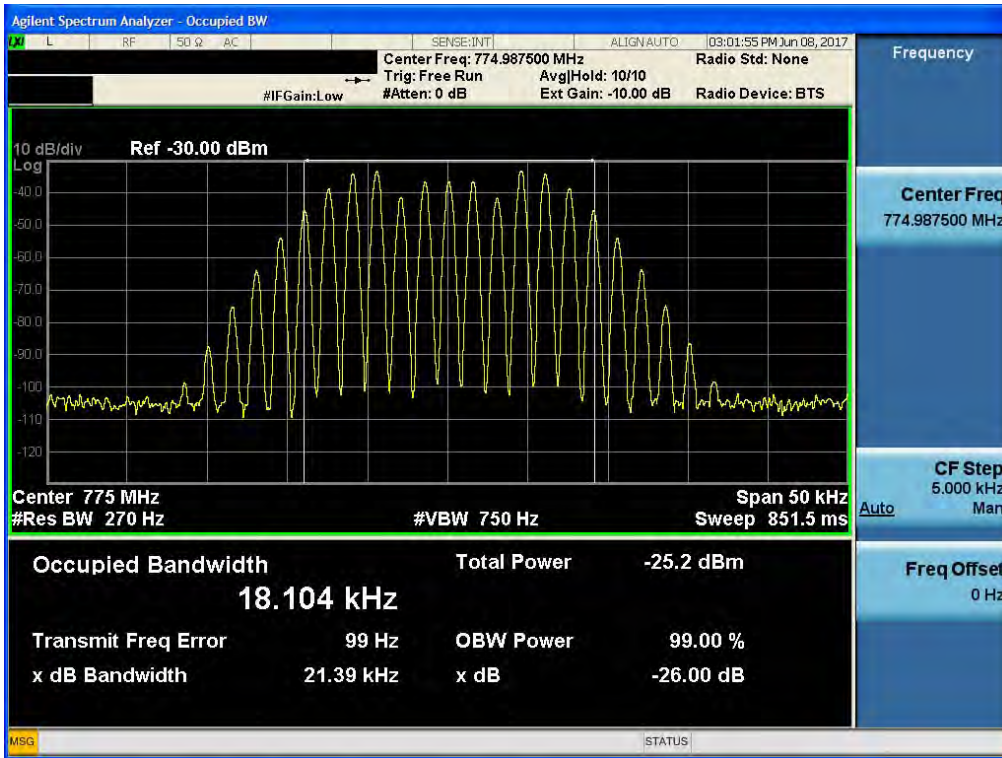 Agilent Spectrum Analyzer - Occupied BW
LXI L RF 50 Ω AC SENSE:INT ALIGN AUTO 03:01:55 PM Jun 08, 2017
Center Freq: 774.987500 MHz Radio Std: None
Trig: Free Run Avg|Hold: 10/10
#IFGain:Low #Atten: 0 dB Ext Gain: -10.00 dB Radio Device: BTS
10 dB/div Ref -30.00 dBm
Log
-40.0
-50.0
-60.0
-70.0
-80.0
-90.0
-100
-110
-120
Center 775 MHz Span 50 kHz
#Res BW 270 Hz #VBW 750 Hz Sweep 851.5 ms
Occupied Bandwidth Total Power -25.2 dBm
18.104 kHz
Transmit Freq Error 99 Hz OBW Power 99.00 %
x dB Bandwidth 21.39 kHz x dB -26.00 dB
MSG STATUS
Frequency
Center Freq
774.987500 MHz
CF Step
5.000 kHz
Auto Man
Freq Offset
0 Hz